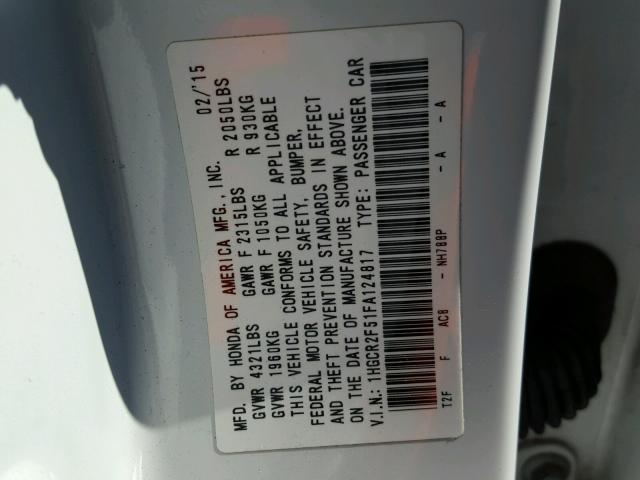 MFD. BY HONDA OF AMERICA MFG., INC. 02/'15
GVWR 4321LBS GAWR F 2315LBS R 2050LBS
GVWR 1960KG GAWR F 1050KG R 930KG
THIS VEHICLE CONFORMS TO ALL APPLICABLE
FEDERAL MOTOR VEHICLE SAFETY, BUMPER,
AND THEFT PREVENTION STANDARDS IN EFFECT
ON THE DATE OF MANUFACTURE SHOWN ABOVE.
V.I.N.: 1HGCR2F51FA124817 TYPE: PASSENGER CAR
T2F F AC8 - NH788P - A - A